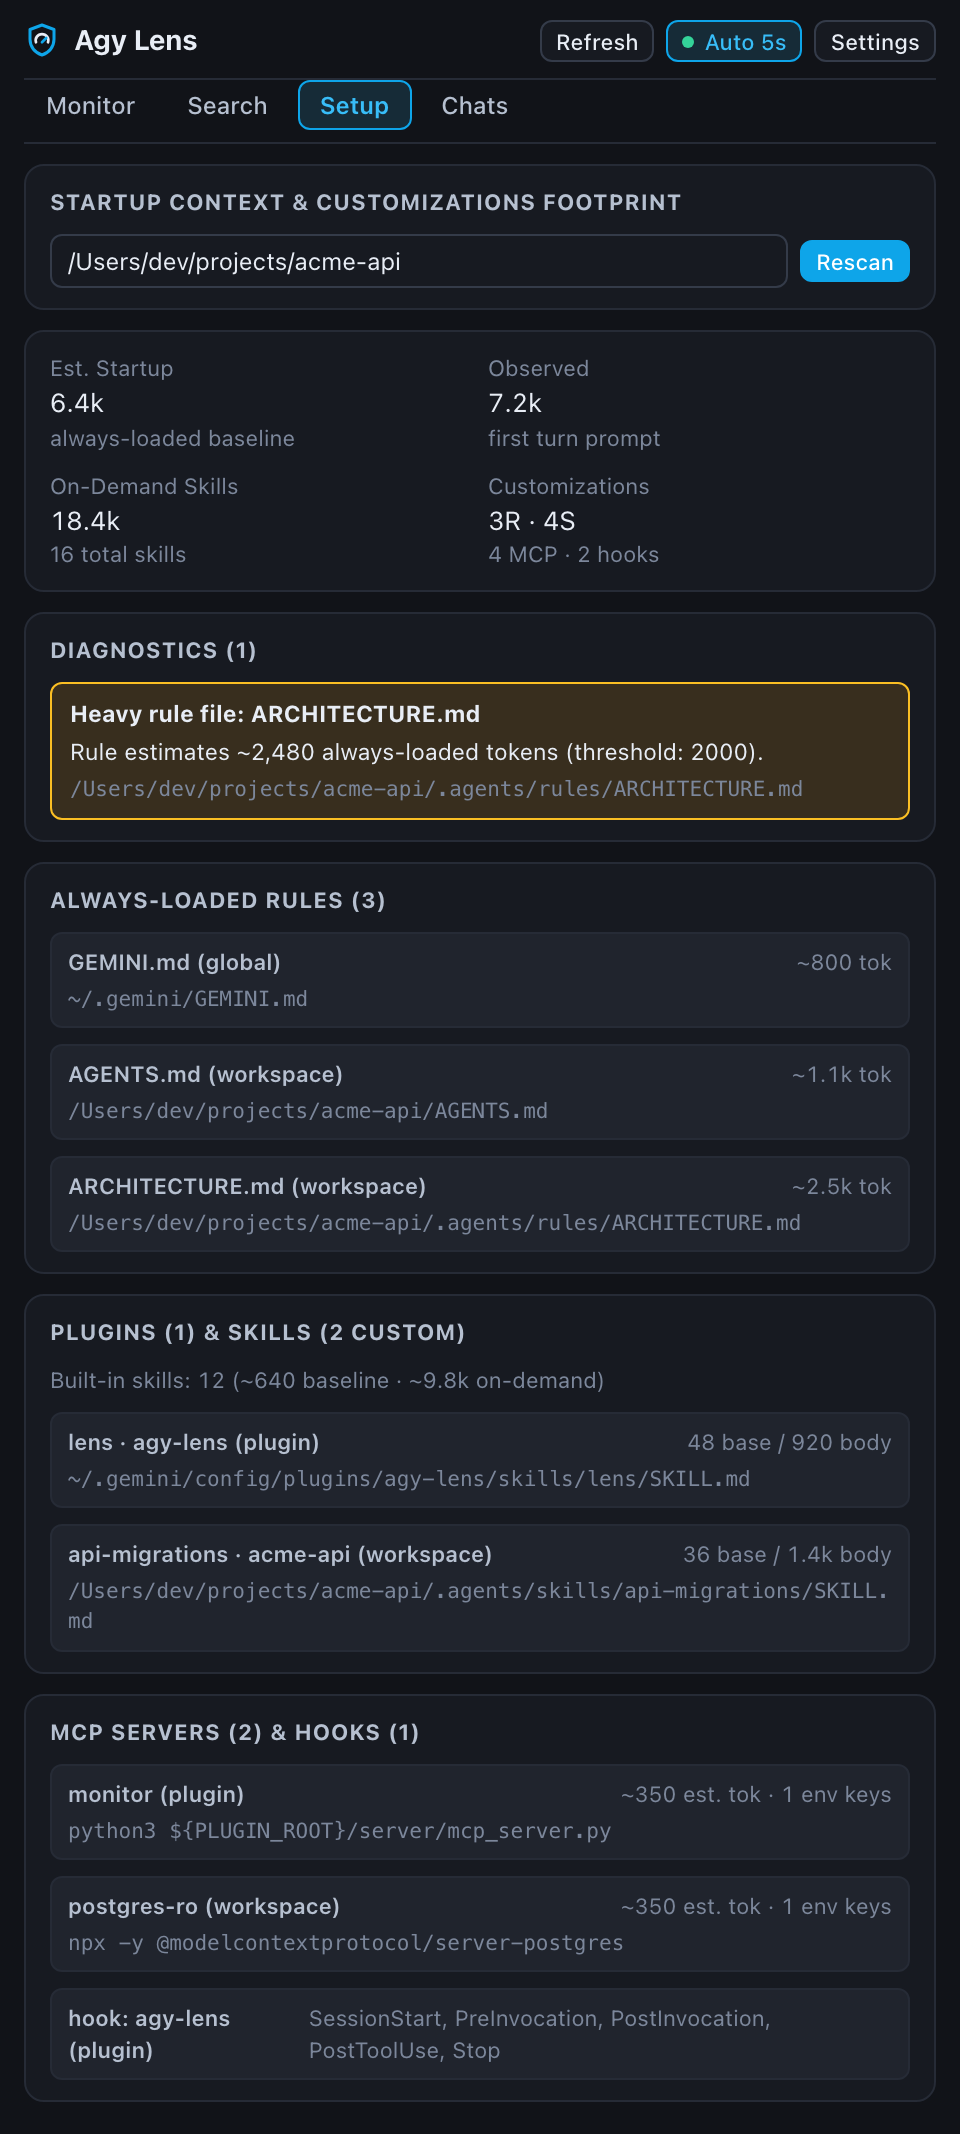 Agy Lens
Refresh
Auto 5s
Settings
Monitor
Search
Setup
Chats
STARTUP CONTEXT & CUSTOMIZATIONS FOOTPRINT
/Users/dev/projects/acme-api
Rescan
Est. Startup
6.4k
always-loaded baseline
Observed
7.2k
first turn prompt
On-Demand Skills
18.4k
16 total skills
Customizations
3R · 4S
4 MCP · 2 hooks
DIAGNOSTICS (1)
Heavy rule file: ARCHITECTURE.md
Rule estimates ~2,480 always-loaded tokens (threshold: 2000).
/Users/dev/projects/acme-api/.agents/rules/ARCHITECTURE.md
ALWAYS-LOADED RULES (3)
GEMINI.md (global)
~800 tok
~/.gemini/GEMINI.md
AGENTS.md (workspace)
~1.1k tok
/Users/dev/projects/acme-api/AGENTS.md
ARCHITECTURE.md (workspace)
~2.5k tok
/Users/dev/projects/acme-api/.agents/rules/ARCHITECTURE.md
PLUGINS (1) & SKILLS (2 CUSTOM)
Built-in skills: 12 (~640 baseline · ~9.8k on-demand)
lens · agy-lens (plugin)
48 base / 920 body
~/.gemini/config/plugins/agy-lens/skills/lens/SKILL.md
api-migrations · acme-api (workspace)
36 base / 1.4k body
/Users/dev/projects/acme-api/.agents/skills/api-migrations/SKILL.
md
MCP SERVERS (2) & HOOKS (1)
monitor (plugin)
~350 est. tok · 1 env keys
python3 ${PLUGIN_ROOT}/server/mcp_server.py
postgres-ro (workspace)
~350 est. tok · 1 env keys
npx -y @modelcontextprotocol/server-postgres
hook: agy-lens
(plugin)
SessionStart, PreInvocation, PostInvocation,
PostToolUse, Stop